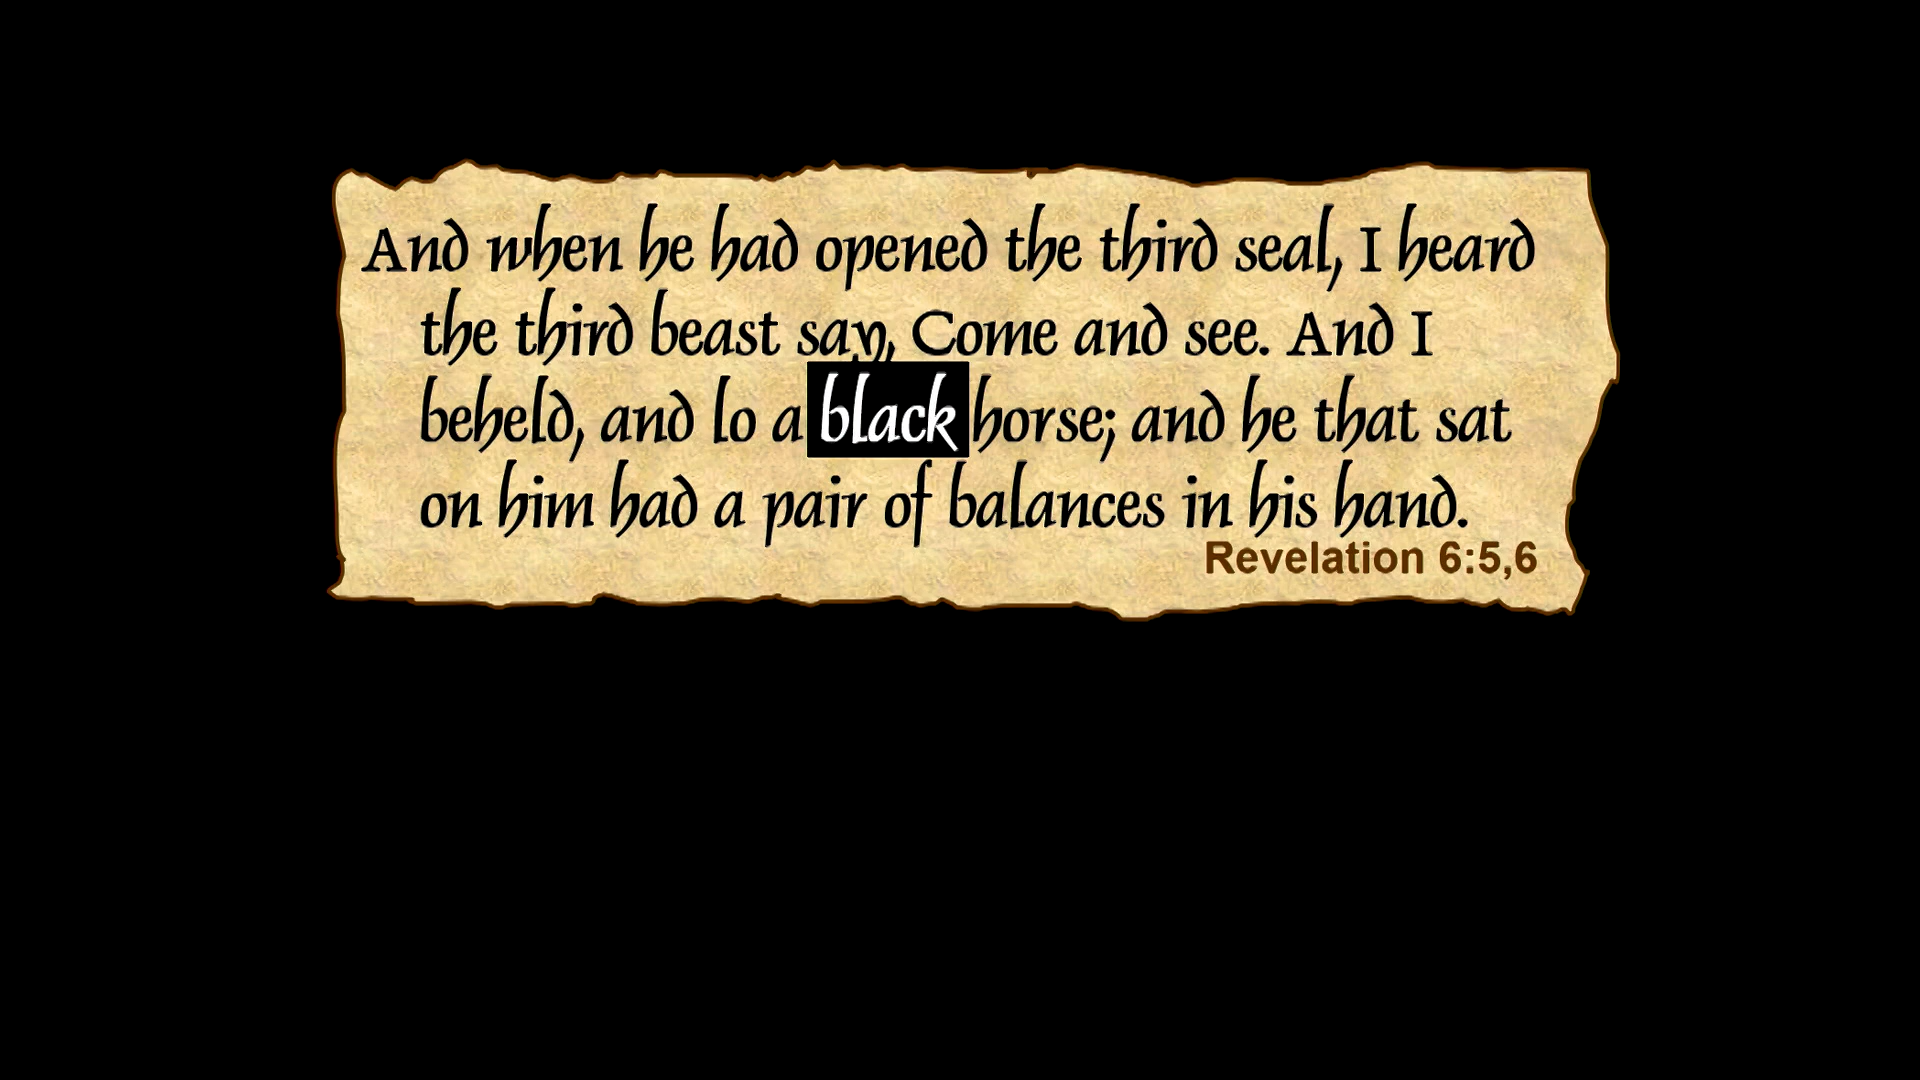 And when he had opened the third seal, I heard
the third beast say, Come and see. And I
beheld, and lo a black horse; and he that sat
on him had a pair of balances in his hand.
Revelation 6:5,6